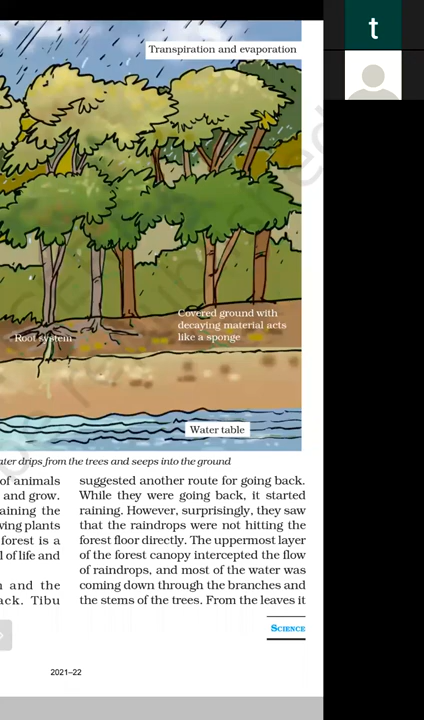 t
Transpiration and evaporation
Covered ground with
decaying material acts
like a sponge
Root system
Water table
ater drips from the trees and seeps into the ground
of animals
and grow.
aining the
wing plants
forest is a
l of life and
and the
ack. Tibu
suggested another route for going back.
While they were going back, it started
raining. However, surprisingly, they saw
that the raindrops were not hitting the
forest floor directly. The uppermost layer
of the forest canopy intercepted the flow
of raindrops, and most of the water was
coming down through the branches and
the stems of the trees. From the leaves it
SCIENCE
2021–22